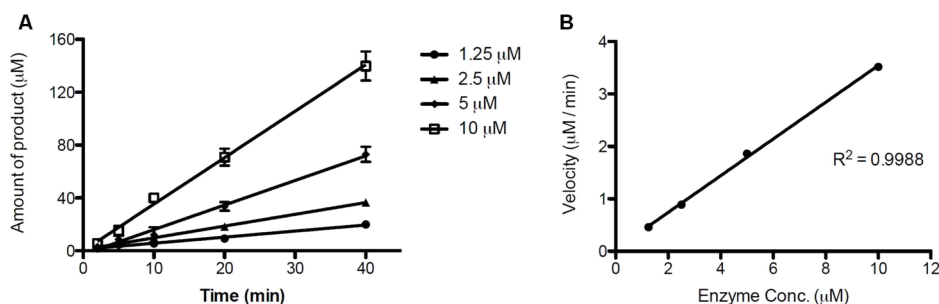 A
Amount of product (μM)
160
120
80
40
0
0
10
20
30
40
Time (min)
1.25 μM
2.5 μM
5 μM
10 μM
B
Velocity (μM / min)
4
3
2
1
0
0
2
4
6
8
10
12
Enzyme Conc. (μM)
R² = 0.9988